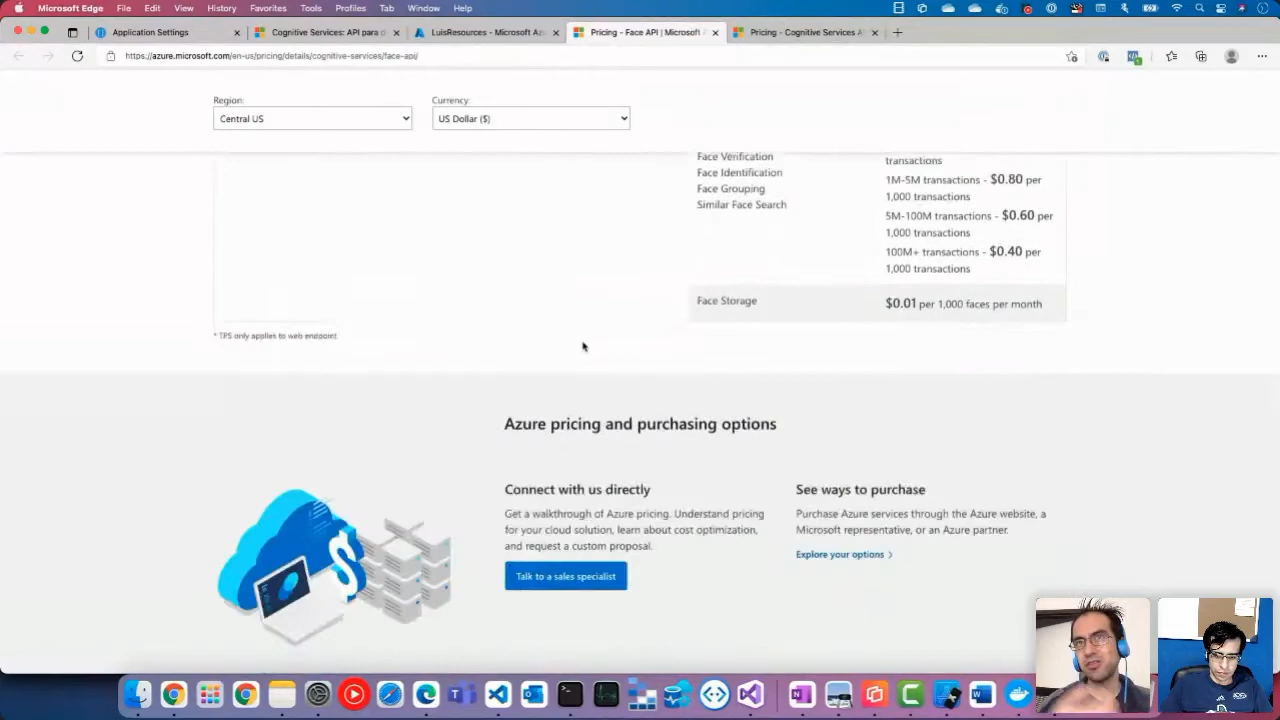 Microsoft Edge File Edit View History Favorites Tools Profiles Tab Window Help
Application Settings
Cognitive Services: API para d
LuisResources - Microsoft Az
Pricing - Face API | Microsoft A
Pricing - Cognitive Services A
https://azure.microsoft.com/en-us/pricing/details/cognitive-services/face-api/
Region:
Central US
Currency:
US Dollar ($)
Face Verification
Face Identification
Face Grouping
Similar Face Search
transactions
1M-5M transactions - $0.80 per
1,000 transactions
5M-100M transactions - $0.60 per
1,000 transactions
100M+ transactions - $0.40 per
1,000 transactions
Face Storage
$0.01 per 1,000 faces per month
* TPS only applies to web endpoint
Azure pricing and purchasing options
Connect with us directly
Get a walkthrough of Azure pricing. Understand pricing
for your cloud solution, learn about cost optimization,
and request a custom proposal.
Talk to a sales specialist
See ways to purchase
Purchase Azure services through the Azure website, a
Microsoft representative, or an Azure partner.
Explore your options